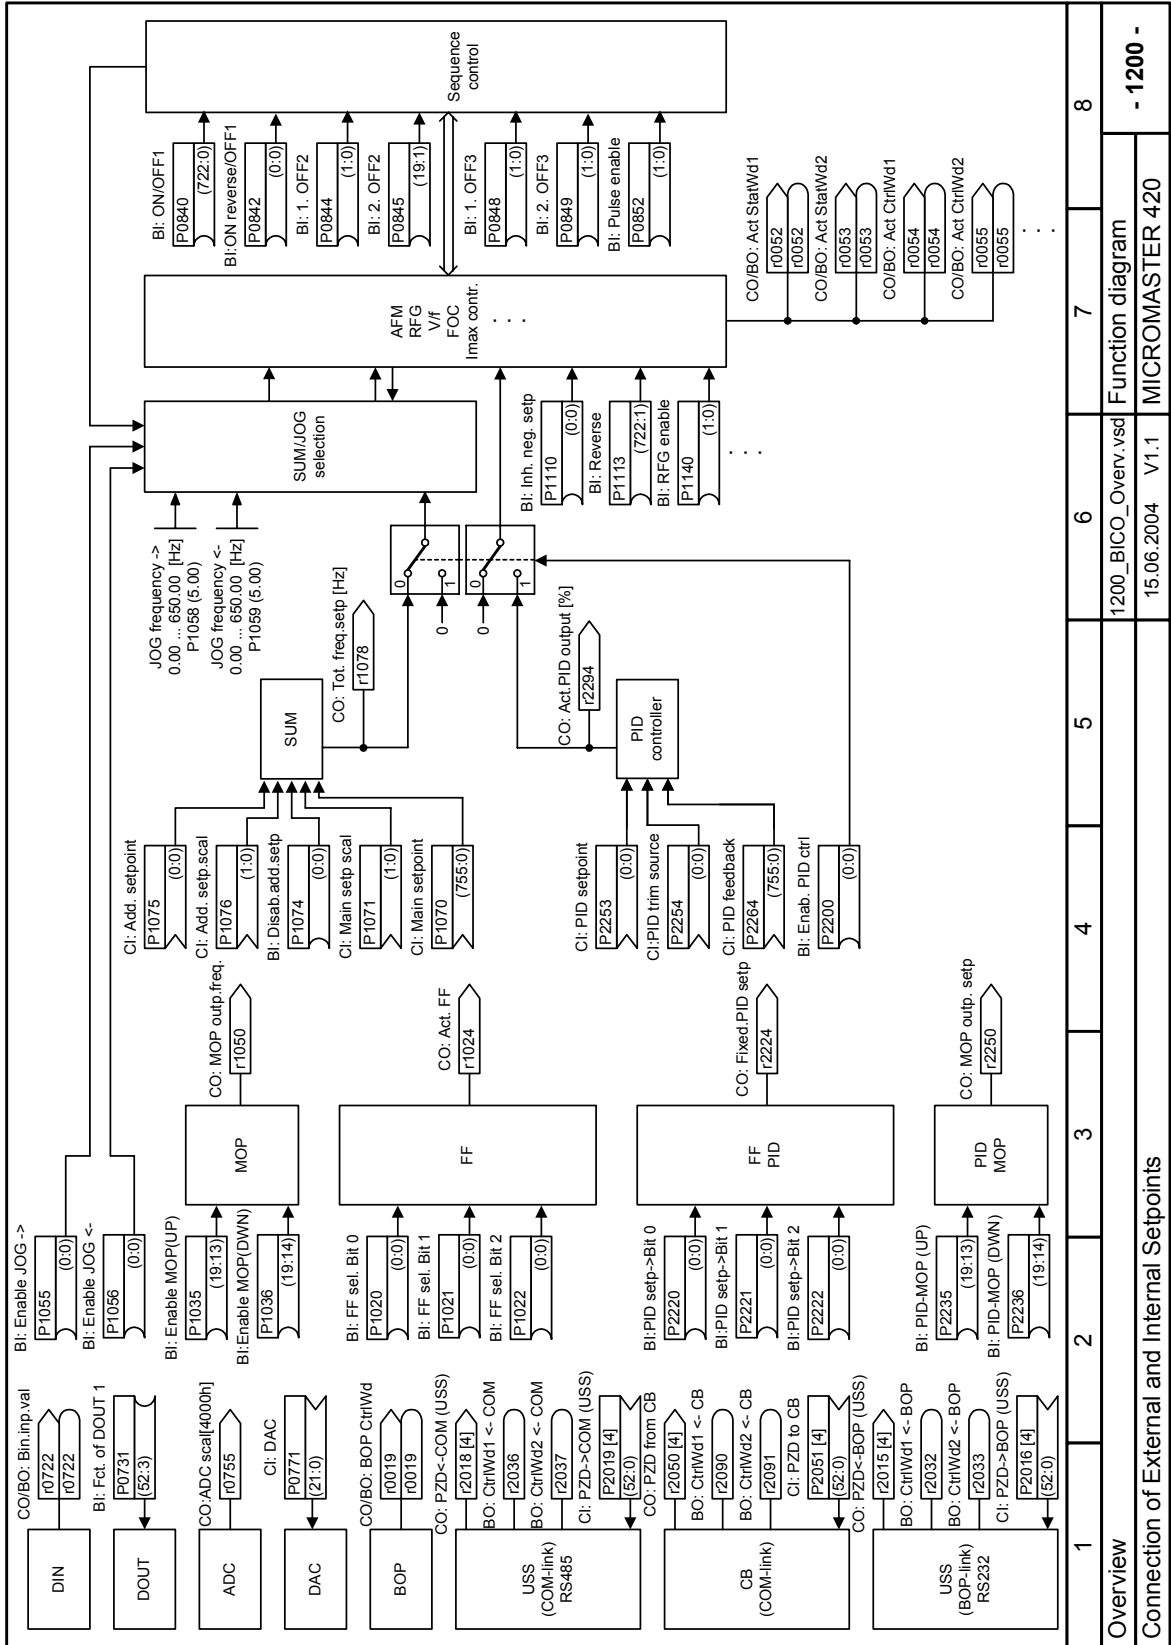 DIN
CO/BO: Bin.inp.val
r0722
r0722
DOUT
BI: Fct. of DOUT 1
P0731
(52:3)
ADC
CO:ADC scal[4000h]
r0755
DAC
CI: DAC
P0771
(21:0)
BOP
CO/BO: BOP CtrlWd
r0019
r0019
USS
(COM-link)
RS485
CO: PZD<-COM (USS)
r2018 [4]
BO: CtrlWd1 <- COM
r2036
BO: CtrlWd2 <- COM
r2037
CI: PZD->COM (USS)
P2019 [4]
(52:0)
CB
(COM-link)
CO: PZD from CB
r2050 [4]
BO: CtrlWd1 <- CB
r2090
BO: CtrlWd2 <- CB
r2091
CI: PZD to CB
P2051 [4]
(52:0)
USS
(BOP-link)
RS232
CO: PZD<-BOP (USS)
r2015 [4]
BO: CtrlWd1 <- BOP
r2032
BO: CtrlWd2 <- BOP
r2033
CI: PZD->BOP (USS)
P2016 [4]
(52:0)
BI: Enable JOG ->
P1055
(0:0)
BI: Enable JOG <-
P1056
(0:0)
BI: Enable MOP(UP)
P1035
(19:13)
BI:Enable MOP(DWN)
P1036
(19:14)
MOP
CO: MOP outp.freq.
r1050
BI: FF sel. Bit 0
P1020
(0:0)
BI: FF sel. Bit 1
P1021
(0:0)
BI: FF sel. Bit 2
P1022
(0:0)
FF
CO: Act. FF
r1024
BI:PID setp->Bit 0
P2220
(0:0)
BI:PID setp->Bit 1
P2221
(0:0)
BI:PID setp->Bit 2
P2222
(0:0)
FF
PID
CO: Fixed.PID setp
r2224
BI: PID-MOP (UP)
P2235
(19:13)
BI: PID-MOP (DWN)
P2236
(19:14)
PID
MOP
CO: MOP outp. setp
r2250
CI: Add. setpoint
P1075
(0:0)
CI: Add. setp.scal
P1076
(1:0)
BI: Disab.add.setp
P1074
(0:0)
CI: Main setp scal
P1071
(1:0)
CI: Main setpoint
P1070
(755:0)
SUM
CO: Tot. freq.setp [Hz]
r1078
CI: PID setpoint
P2253
(0:0)
CI:PID trim source
P2254
(0:0)
CI: PID feedback
P2264
(755:0)
BI: Enab. PID ctrl
P2200
(0:0)
PID
controller
CO: Act.PID output [%]
r2294
JOG frequency ->
0.00 ... 650.00 [Hz]
P1058 (5.00)
JOG frequency <-
0.00 ... 650.00 [Hz]
P1059 (5.00)
0
1
0
0
0
1
SUM/JOG
selection
BI: Inh. neg. setp
P1110
(0:0)
BI: Reverse
P1113
(722:1)
BI: RFG enable
P1140
(1:0)
. . .
AFM
RFG
V/f
FOC
Imax contr.
. . .
CO/BO: Act StatWd1
r0052
r0052
CO/BO: Act StatWd2
r0053
r0053
CO/BO: Act CtrlWd1
r0054
r0054
CO/BO: Act CtrlWd2
r0055
r0055
. . .
BI: ON/OFF1
P0840
(722:0)
BI:ON reverse/OFF1
P0842
(0:0)
BI: 1. OFF2
P0844
(1:0)
BI: 2. OFF2
P0845
(19:1)
BI: 1. OFF3
P0848
(1:0)
BI: 2. OFF3
P0849
(1:0)
BI: Pulse enable
P0852
(1:0)
Sequence
control
1
2
3
4
5
6
7
8
Overview
1200_BICO_Overv.vsd
Function diagram
- 1200 -
Connection of External and Internal Setpoints
15.06.2004 V1.1
MICROMASTER 420